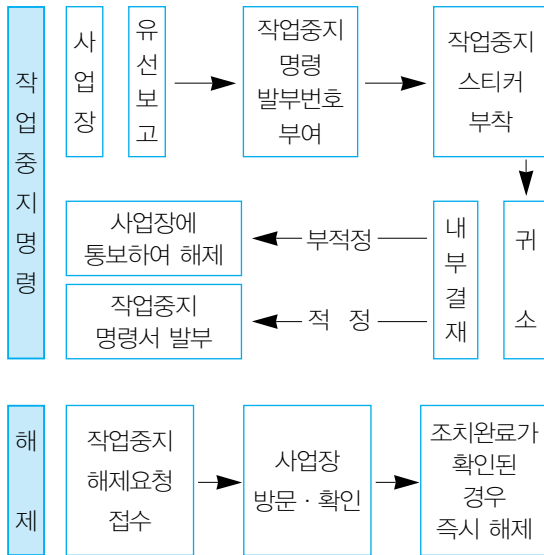 작업중지명령
사업장
유선보고
작업중지
명령
발부번호
부여
작업중지
스티커
부착
귀소
내부결재
부적정
사업장에
통보하여 해제
적 정
작업중지
명령서 발부
해제
작업중지
해제요청
접수
사업장
방문 · 확인
조치완료가
확인된
경우
즉시 해제